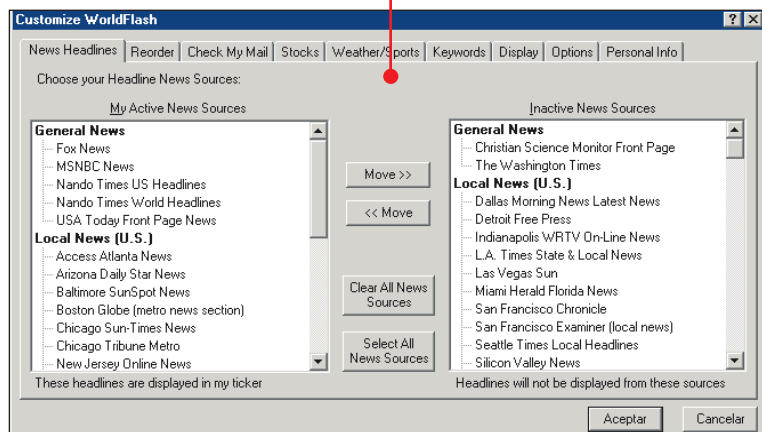 Customize WorldFlash
News Headlines Reorder Check My Mail Stocks Weather/Sports Keywords Display Options Personal Info
Choose your Headline News Sources:
My Active News Sources
General News
Fox News
MSNBC News
Nando Times US Headlines
Nando Times World Headlines
USA Today Front Page News
Local News (U.S.)
Access Atlanta News
Arizona Daily Star News
Baltimore SunSpot News
Boston Globe (metro news section)
Chicago Sun-Times News
Chicago Tribune Metro
New Jersey Online News
These headlines are displayed in my ticker
Move >>
<< Move
Clear All News
Sources
Select All
News Sources
Inactive News Sources
General News
Christian Science Monitor Front Page
The Washington Times
Local News (U.S.)
Dallas Morning News Latest News
Detroit Free Press
Indianapolis WRTV On-Line News
L.A. Times State & Local News
Las Vegas Sun
Miami Herald Florida News
San Francisco Chronicle
San Francisco Examiner (local news)
Seattle Times Local Headlines
Silicon Valley News
Headlines will not be displayed from these sources
Aceptar
Cancelar